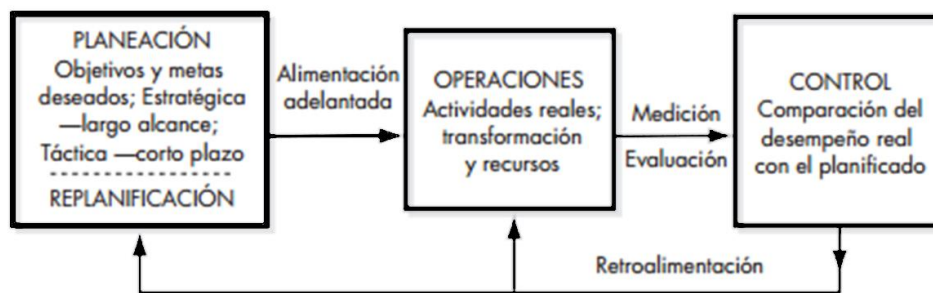 PLANEACIÓN
Objetivos y metas
deseados; Estratégica
—largo alcance;
Táctica —corto plazo
REPLANIFICACIÓN
Alimentación
adelantada
OPERACIONES
Actividades reales;
transformación
y recursos
Medición
Evaluación
CONTROL
Comparación del
desempeño real
con el planificado
Retroalimentación